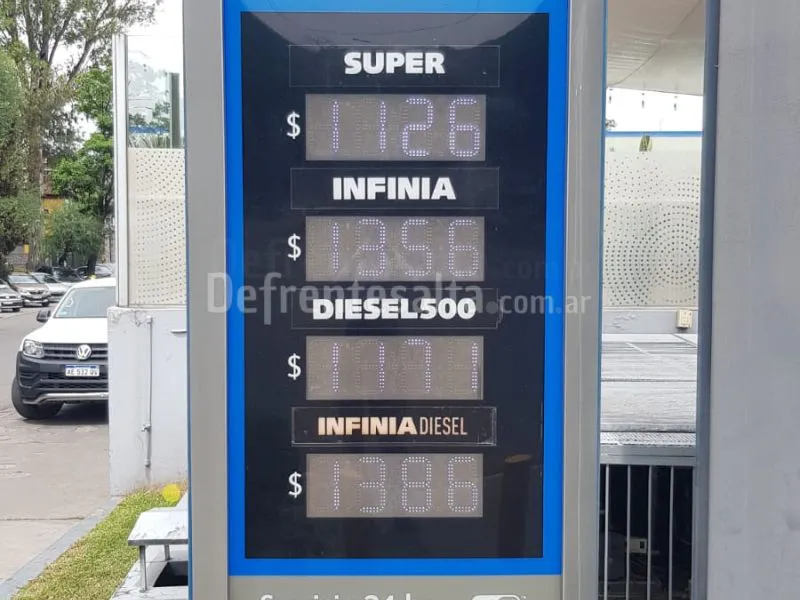 SUPER
$ 1126
INFINIA
$ 1356
Defrentesalta.com.ar
DIESEL500
$ 1171
INFINIA DIESEL
$ 1386